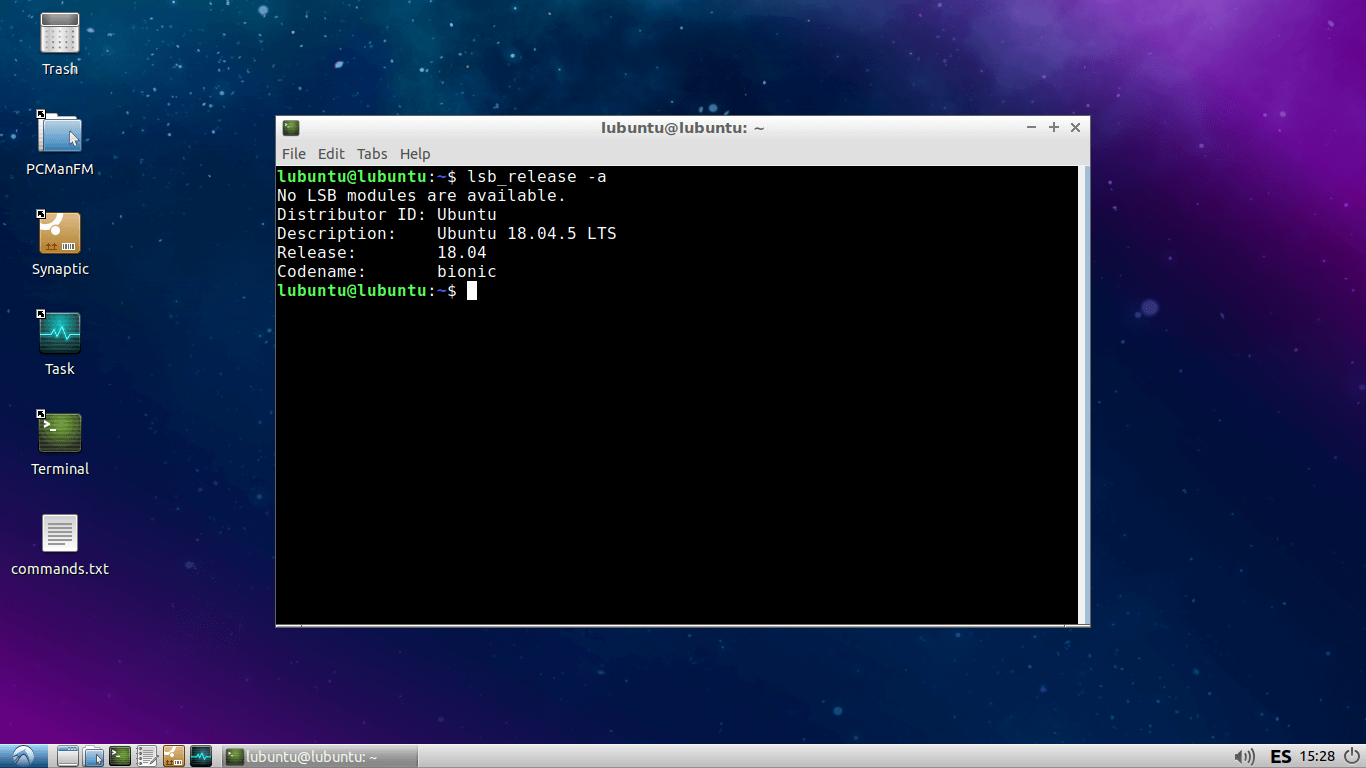 Trash
PCManFM
Synaptic
Task
Terminal
commands.txt
lubuntu@lubuntu: ~
File Edit Tabs Help
lubuntu@lubuntu:~$ lsb_release -a
No LSB modules are available.
Distributor ID: Ubuntu
Description:    Ubuntu 18.04.5 LTS
Release:        18.04
Codename:       bionic
lubuntu@lubuntu:~$
lubuntu@lubuntu: ~
ES 15:28